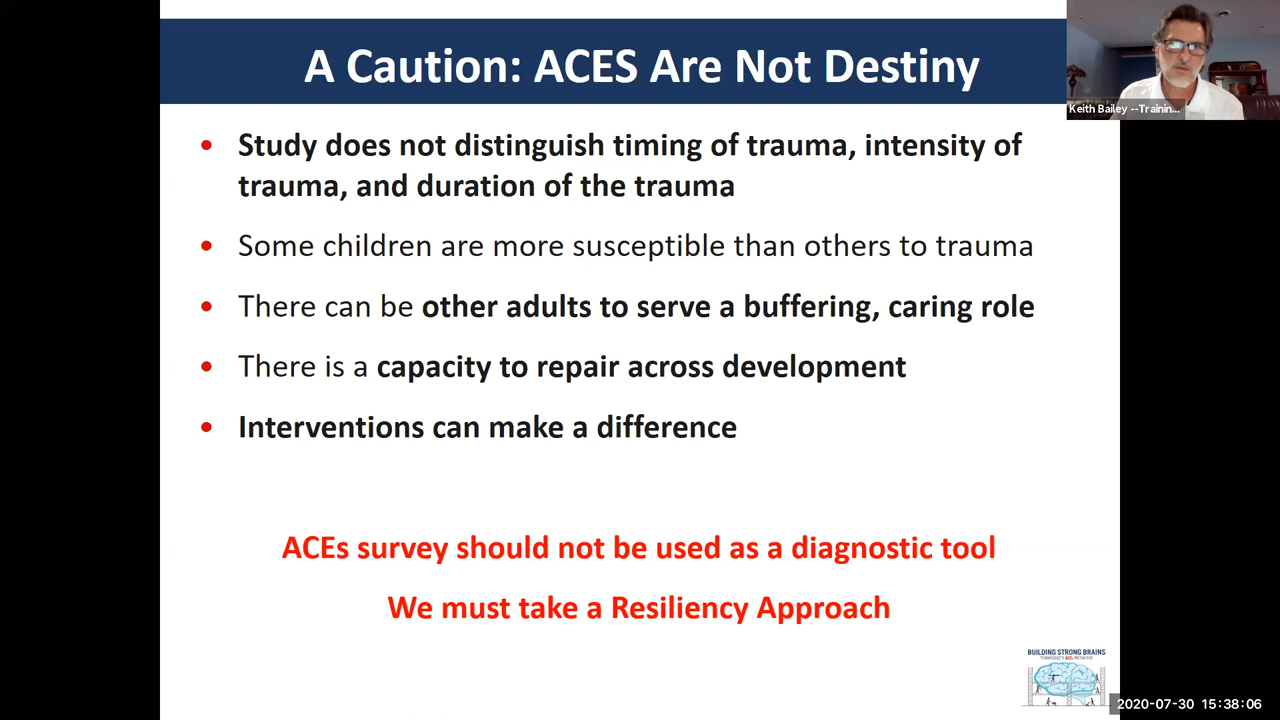 A Caution: ACES Are Not Destiny
Keith Bailey --Trainin...
Study does not distinguish timing of trauma, intensity of
trauma, and duration of the trauma
Some children are more susceptible than others to trauma
There can be other adults to serve a buffering, caring role
There is a capacity to repair across development
Interventions can make a difference
ACEs survey should not be used as a diagnostic tool
We must take a Resiliency Approach
BUILDING STRONG BRAINS
TENNESSEE'S ACEs INITIATIVE
2020-07-30 15:38:06